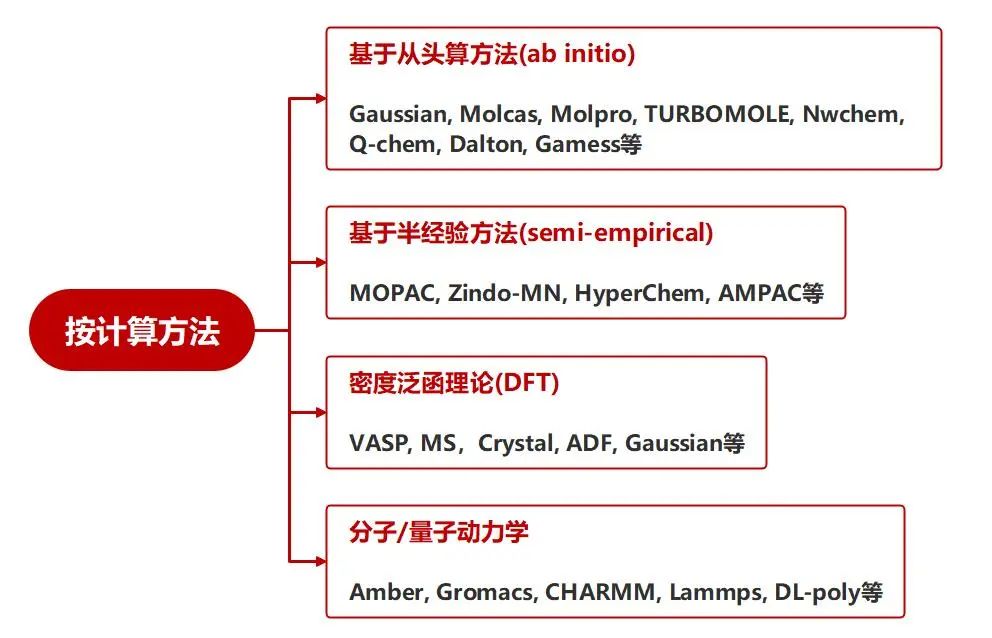 按计算方法
基于从头算方法(ab initio)
Gaussian, Molcas, Molpro, TURBOMOLE, Nwchem,
Q-chem, Dalton, Gamess等
基于半经验方法(semi-empirical)
MOPAC, Zindo-MN, HyperChem, AMPAC等
密度泛函理论(DFT)
VASP, MS，Crystal, ADF, Gaussian等
分子/量子动力学
Amber, Gromacs, CHARMM, Lammps, DL-poly等